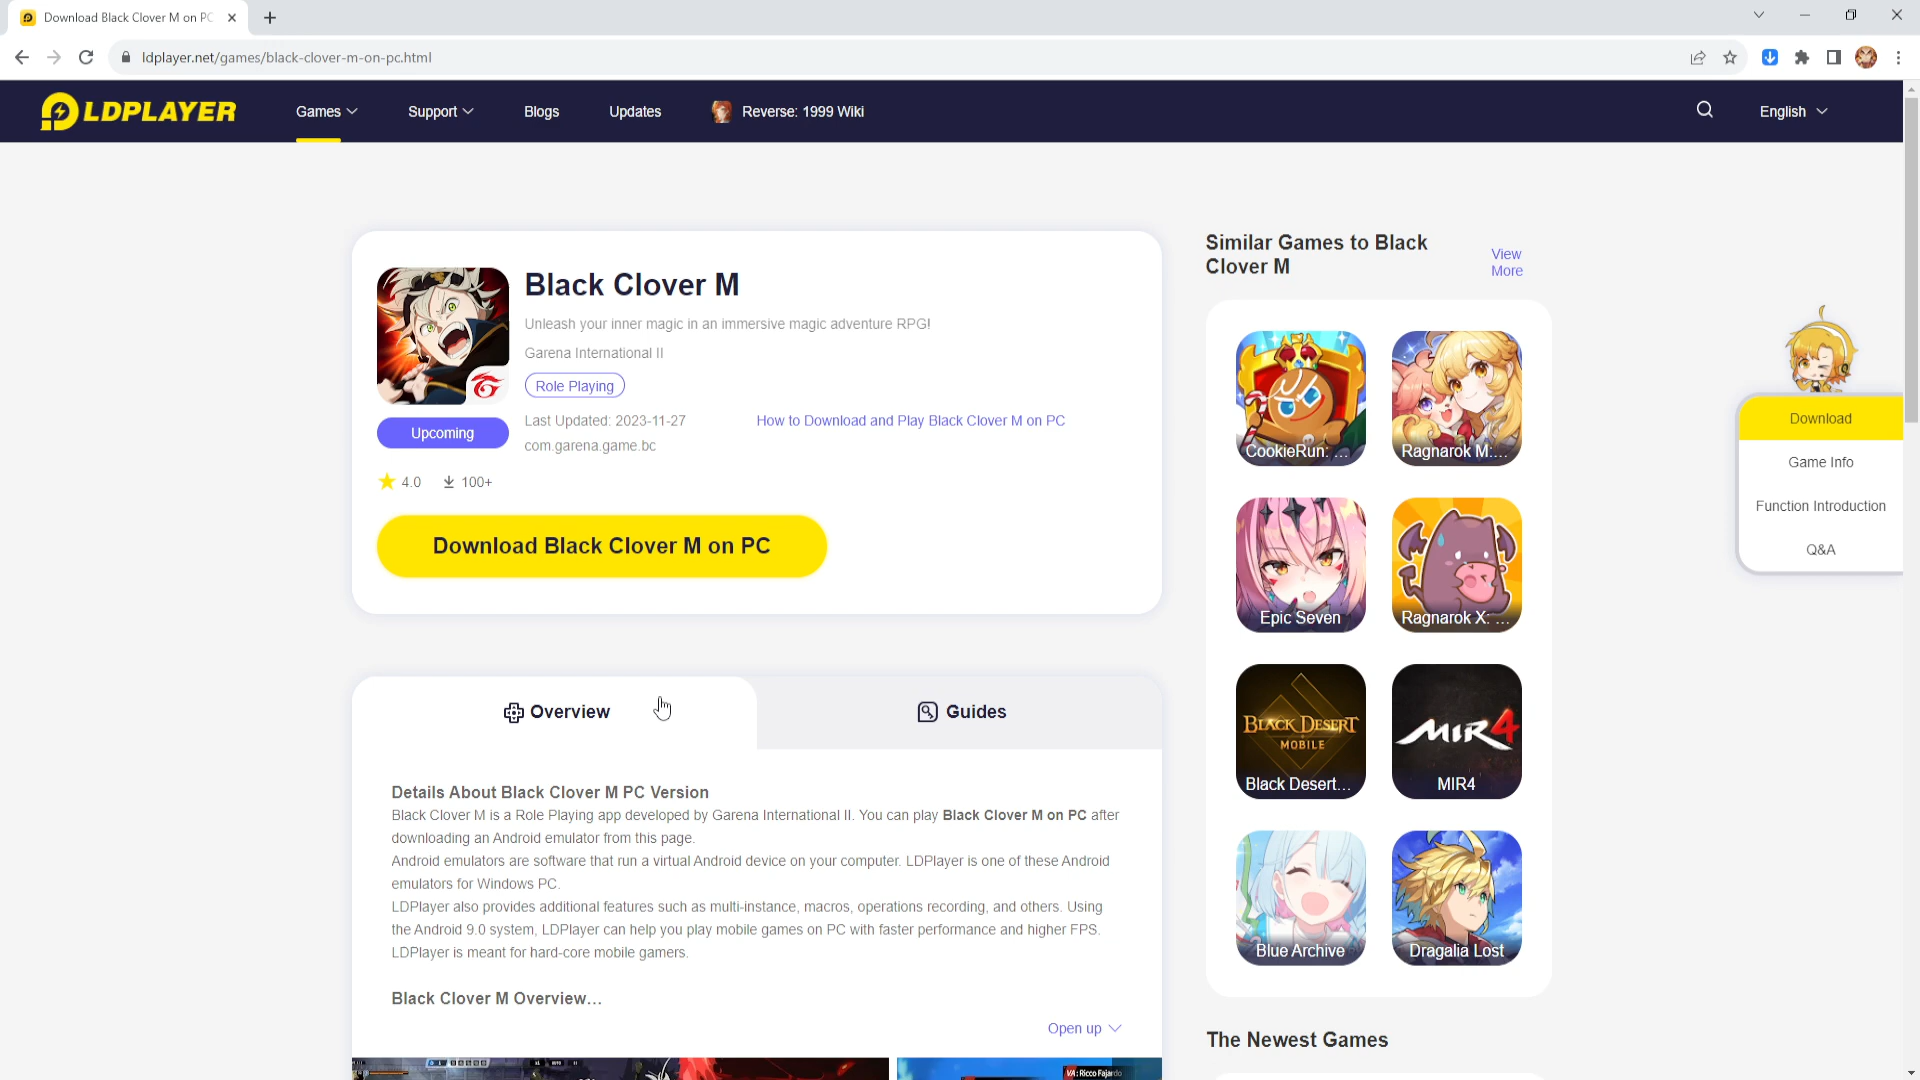 Download Black Clover M on PC
ldplayer.net/games/black-clover-m-on-pc.html
LDPLAYER
Games
Support
Blogs
Updates
Reverse: 1999 Wiki
English
Black Clover M
Unleash your inner magic in an immersive magic adventure RPG!
Garena International II
Role Playing
Upcoming
Last Updated: 2023-11-27
How to Download and Play Black Clover M on PC
com.garena.game.bc
4.0
100+
Download Black Clover M on PC
Overview
Guides
Details About Black Clover M PC Version
Black Clover M is a Role Playing app developed by Garena International II. You can play Black Clover M on PC after
downloading an Android emulator from this page.
Android emulators are software that run a virtual Android device on your computer. LDPlayer is one of these Android
emulators for Windows PC.
LDPlayer also provides additional features such as multi-instance, macros, operations recording, and others. Using
the Android 9.0 system, LDPlayer can help you play mobile games on PC with faster performance and higher FPS.
LDPlayer is meant for hard-core mobile gamers.
Black Clover M Overview...
Open up
VA: Ricco Fajardo
Similar Games to Black
Clover M
View
More
CookieRun: ...
Ragnarok M:...
Epic Seven
Ragnarok X: ...
BLACK DESERT
MOBILE
Black Desert...
MIR4
MIR4
Blue Archive
Dragalia Lost
The Newest Games
Download
Game Info
Function Introduction
Q&A